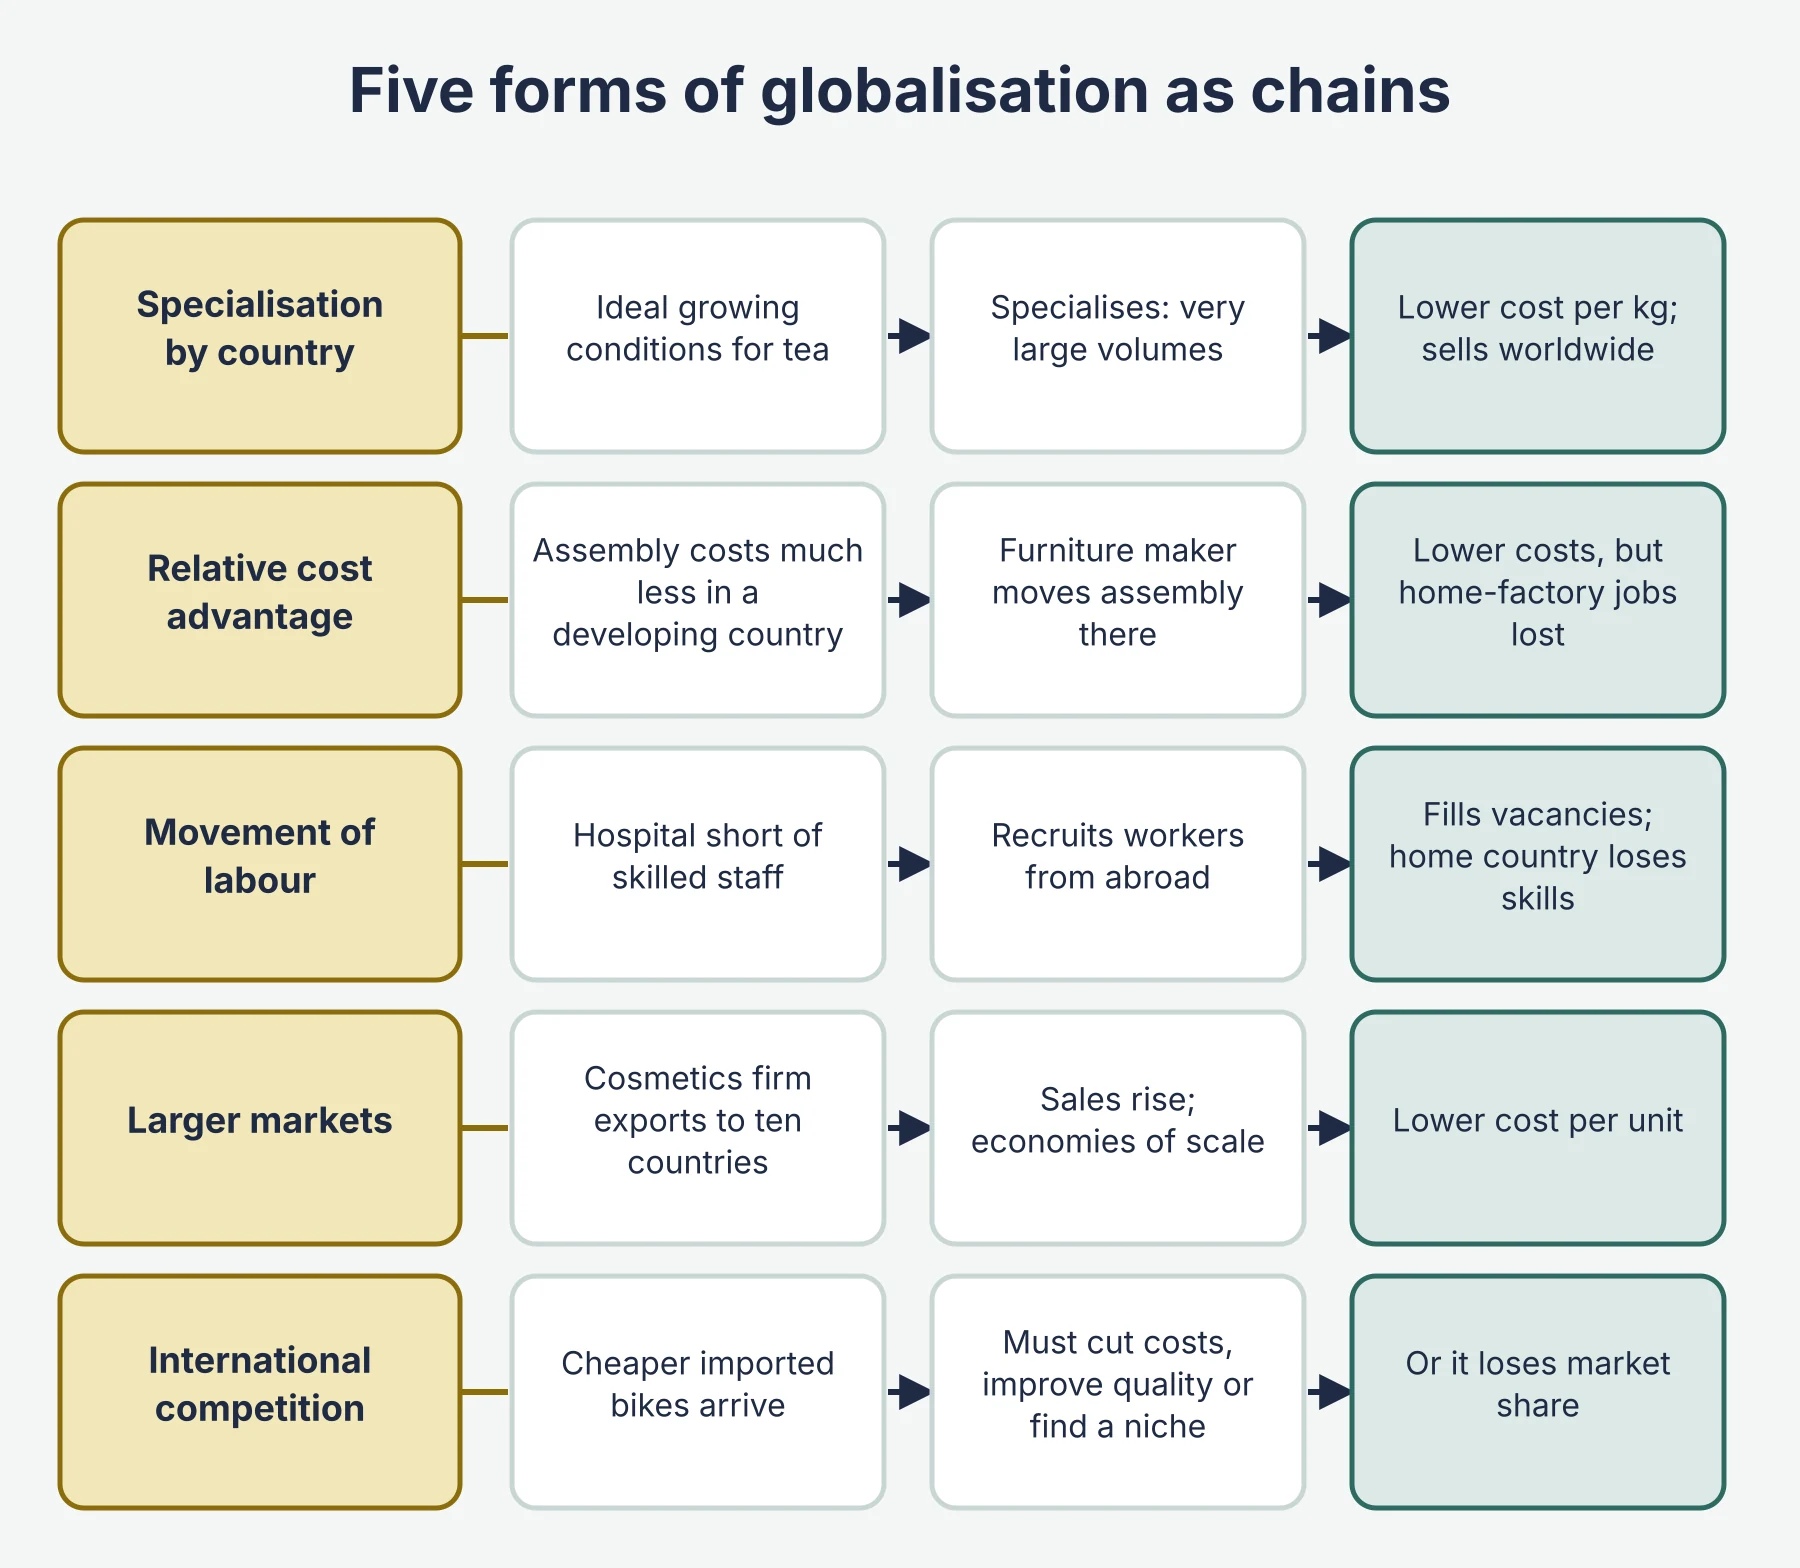 Five forms of globalisation as chains
Specialisation
by country
Ideal growing
conditions for tea
Specialises: very
large volumes
Lower cost per kg;
sells worldwide
Relative cost
advantage
Assembly costs much
less in a
developing country
Furniture maker
moves assembly
there
Lower costs, but
home-factory jobs
lost
Movement of
labour
Hospital short of
skilled staff
Recruits workers
from abroad
Fills vacancies;
home country loses
skills
Larger markets
Cosmetics firm
exports to ten
countries
Sales rise;
economies of scale
Lower cost per unit
International
competition
Cheaper imported
bikes arrive
Must cut costs,
improve quality or
find a niche
Or it loses market
share